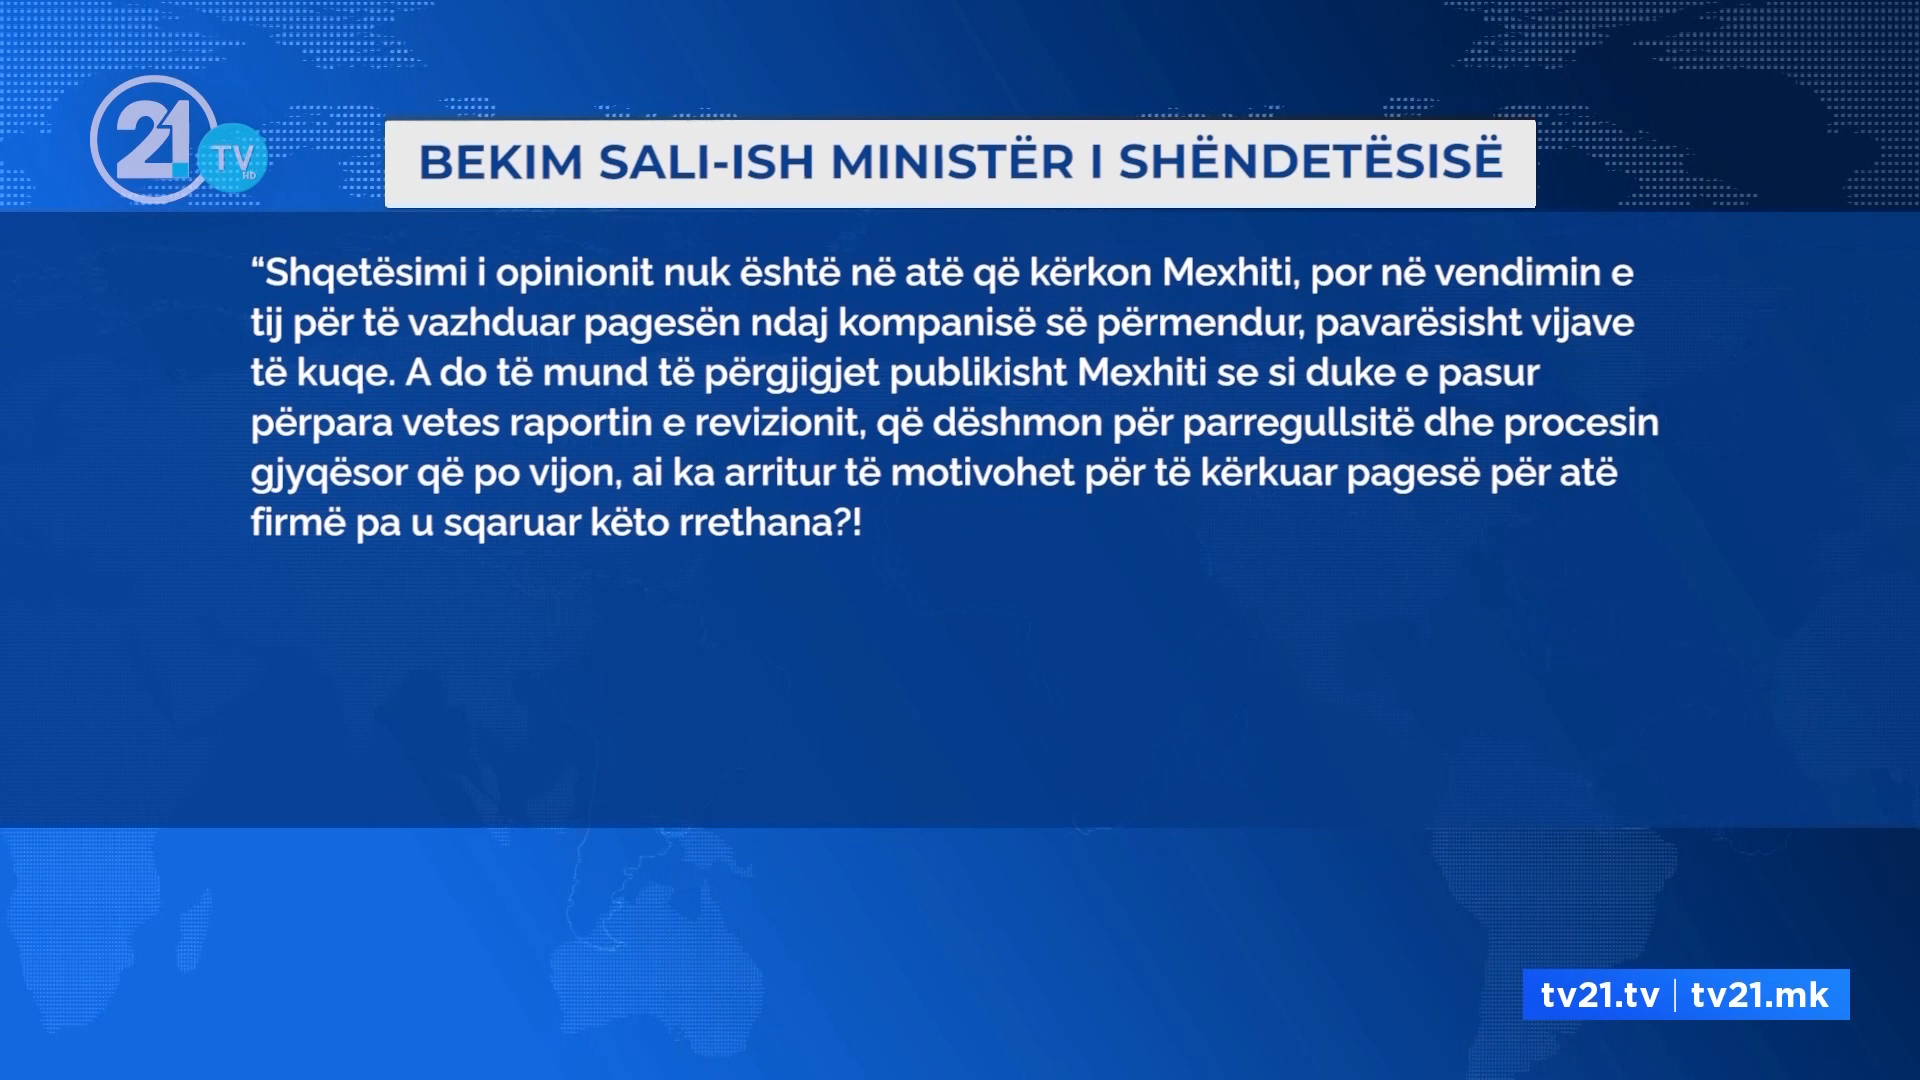 21
TV
HD
BEKIM SALI-ISH MINISTËR I SHËNDETËSISË
“Shqetësimi i opinionit nuk është në atë që kërkon Mexhiti, por në vendimin e
tij për të vazhduar pagesën ndaj kompanisë së përmendur, pavarësisht vijave
të kuqe. A do të mund të përgjigjet publikisht Mexhiti se si duke e pasur
përpara vetes raportin e revizionit, që dëshmon për parregullsitë dhe procesin
gjyqësor që po vijon, ai ka arritur të motivohet për të kërkuar pagesë për atë
firmë pa u sqaruar këto rrethana?!
tv21.tv | tv21.mk